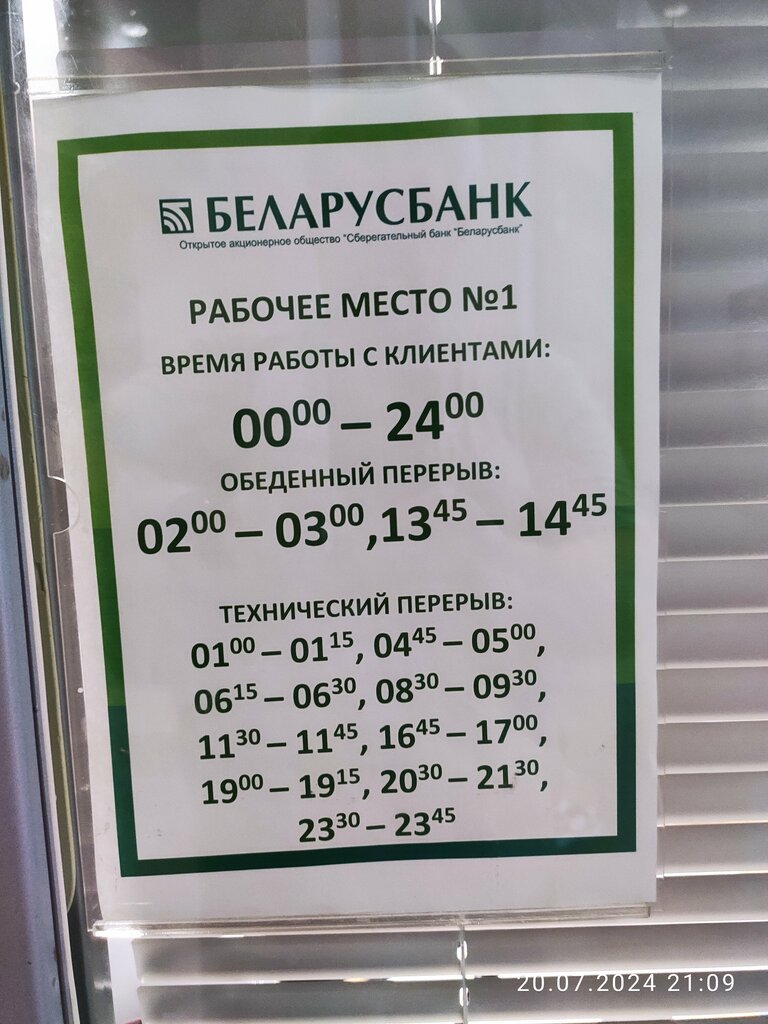 БЕЛАРУСБАНК
Открытое акционерное общество "Сберегательный банк "Беларусбанк"
РАБОЧЕЕ МЕСТО №1
ВРЕМЯ РАБОТЫ С КЛИЕНТАМИ:
00⁰⁰ – 24⁰⁰
ОБЕДЕННЫЙ ПЕРЕРЫВ:
02⁰⁰ – 03⁰⁰,13⁴⁵ – 14⁴⁵
ТЕХНИЧЕСКИЙ ПЕРЕРЫВ:
01⁰⁰ – 01¹⁵, 04⁴⁵ – 05⁰⁰,
06¹⁵ – 06³⁰, 08³⁰ – 09³⁰,
11³⁰ – 11⁴⁵, 16⁴⁵ – 17⁰⁰,
19⁰⁰ – 19¹⁵, 20³⁰ – 21³⁰,
23³⁰ – 23⁴⁵
20.07.2024 21:09